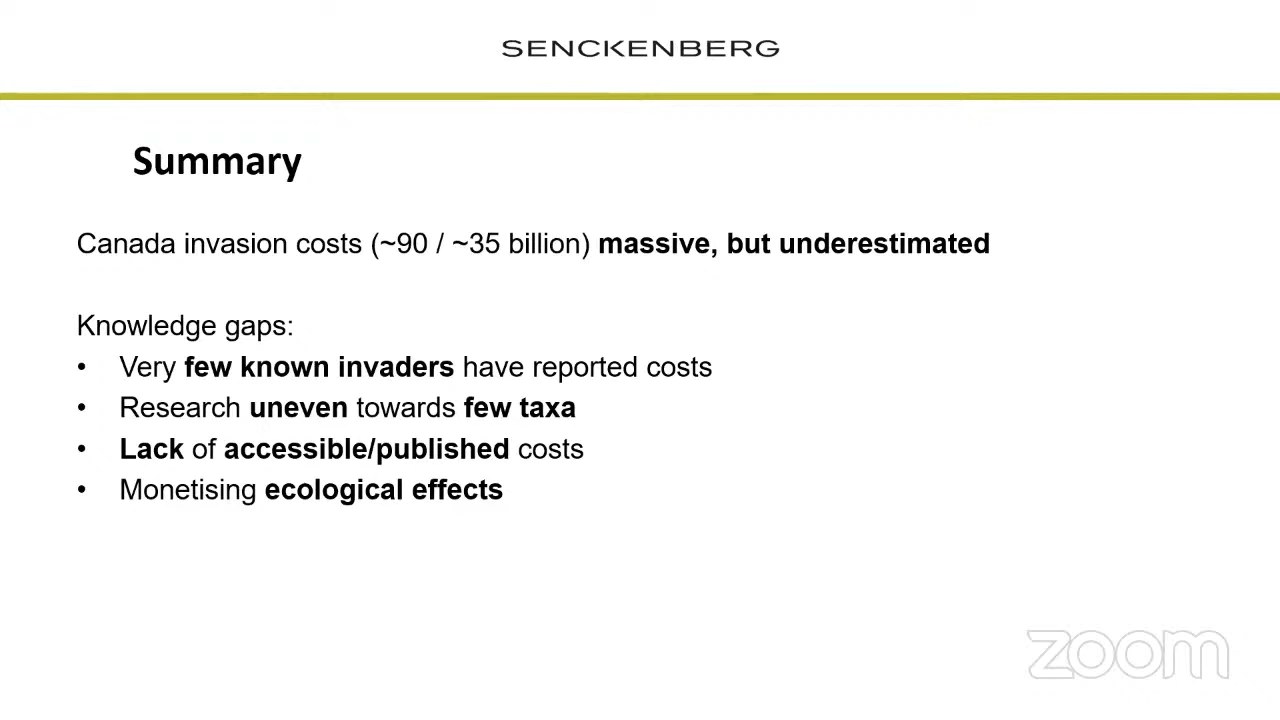 SENCKENBERG
Summary
Canada invasion costs (~90 / ~35 billion) massive, but underestimated
Knowledge gaps:
• Very few known invaders have reported costs
• Research uneven towards few taxa
• Lack of accessible/published costs
• Monetising ecological effects
zoom